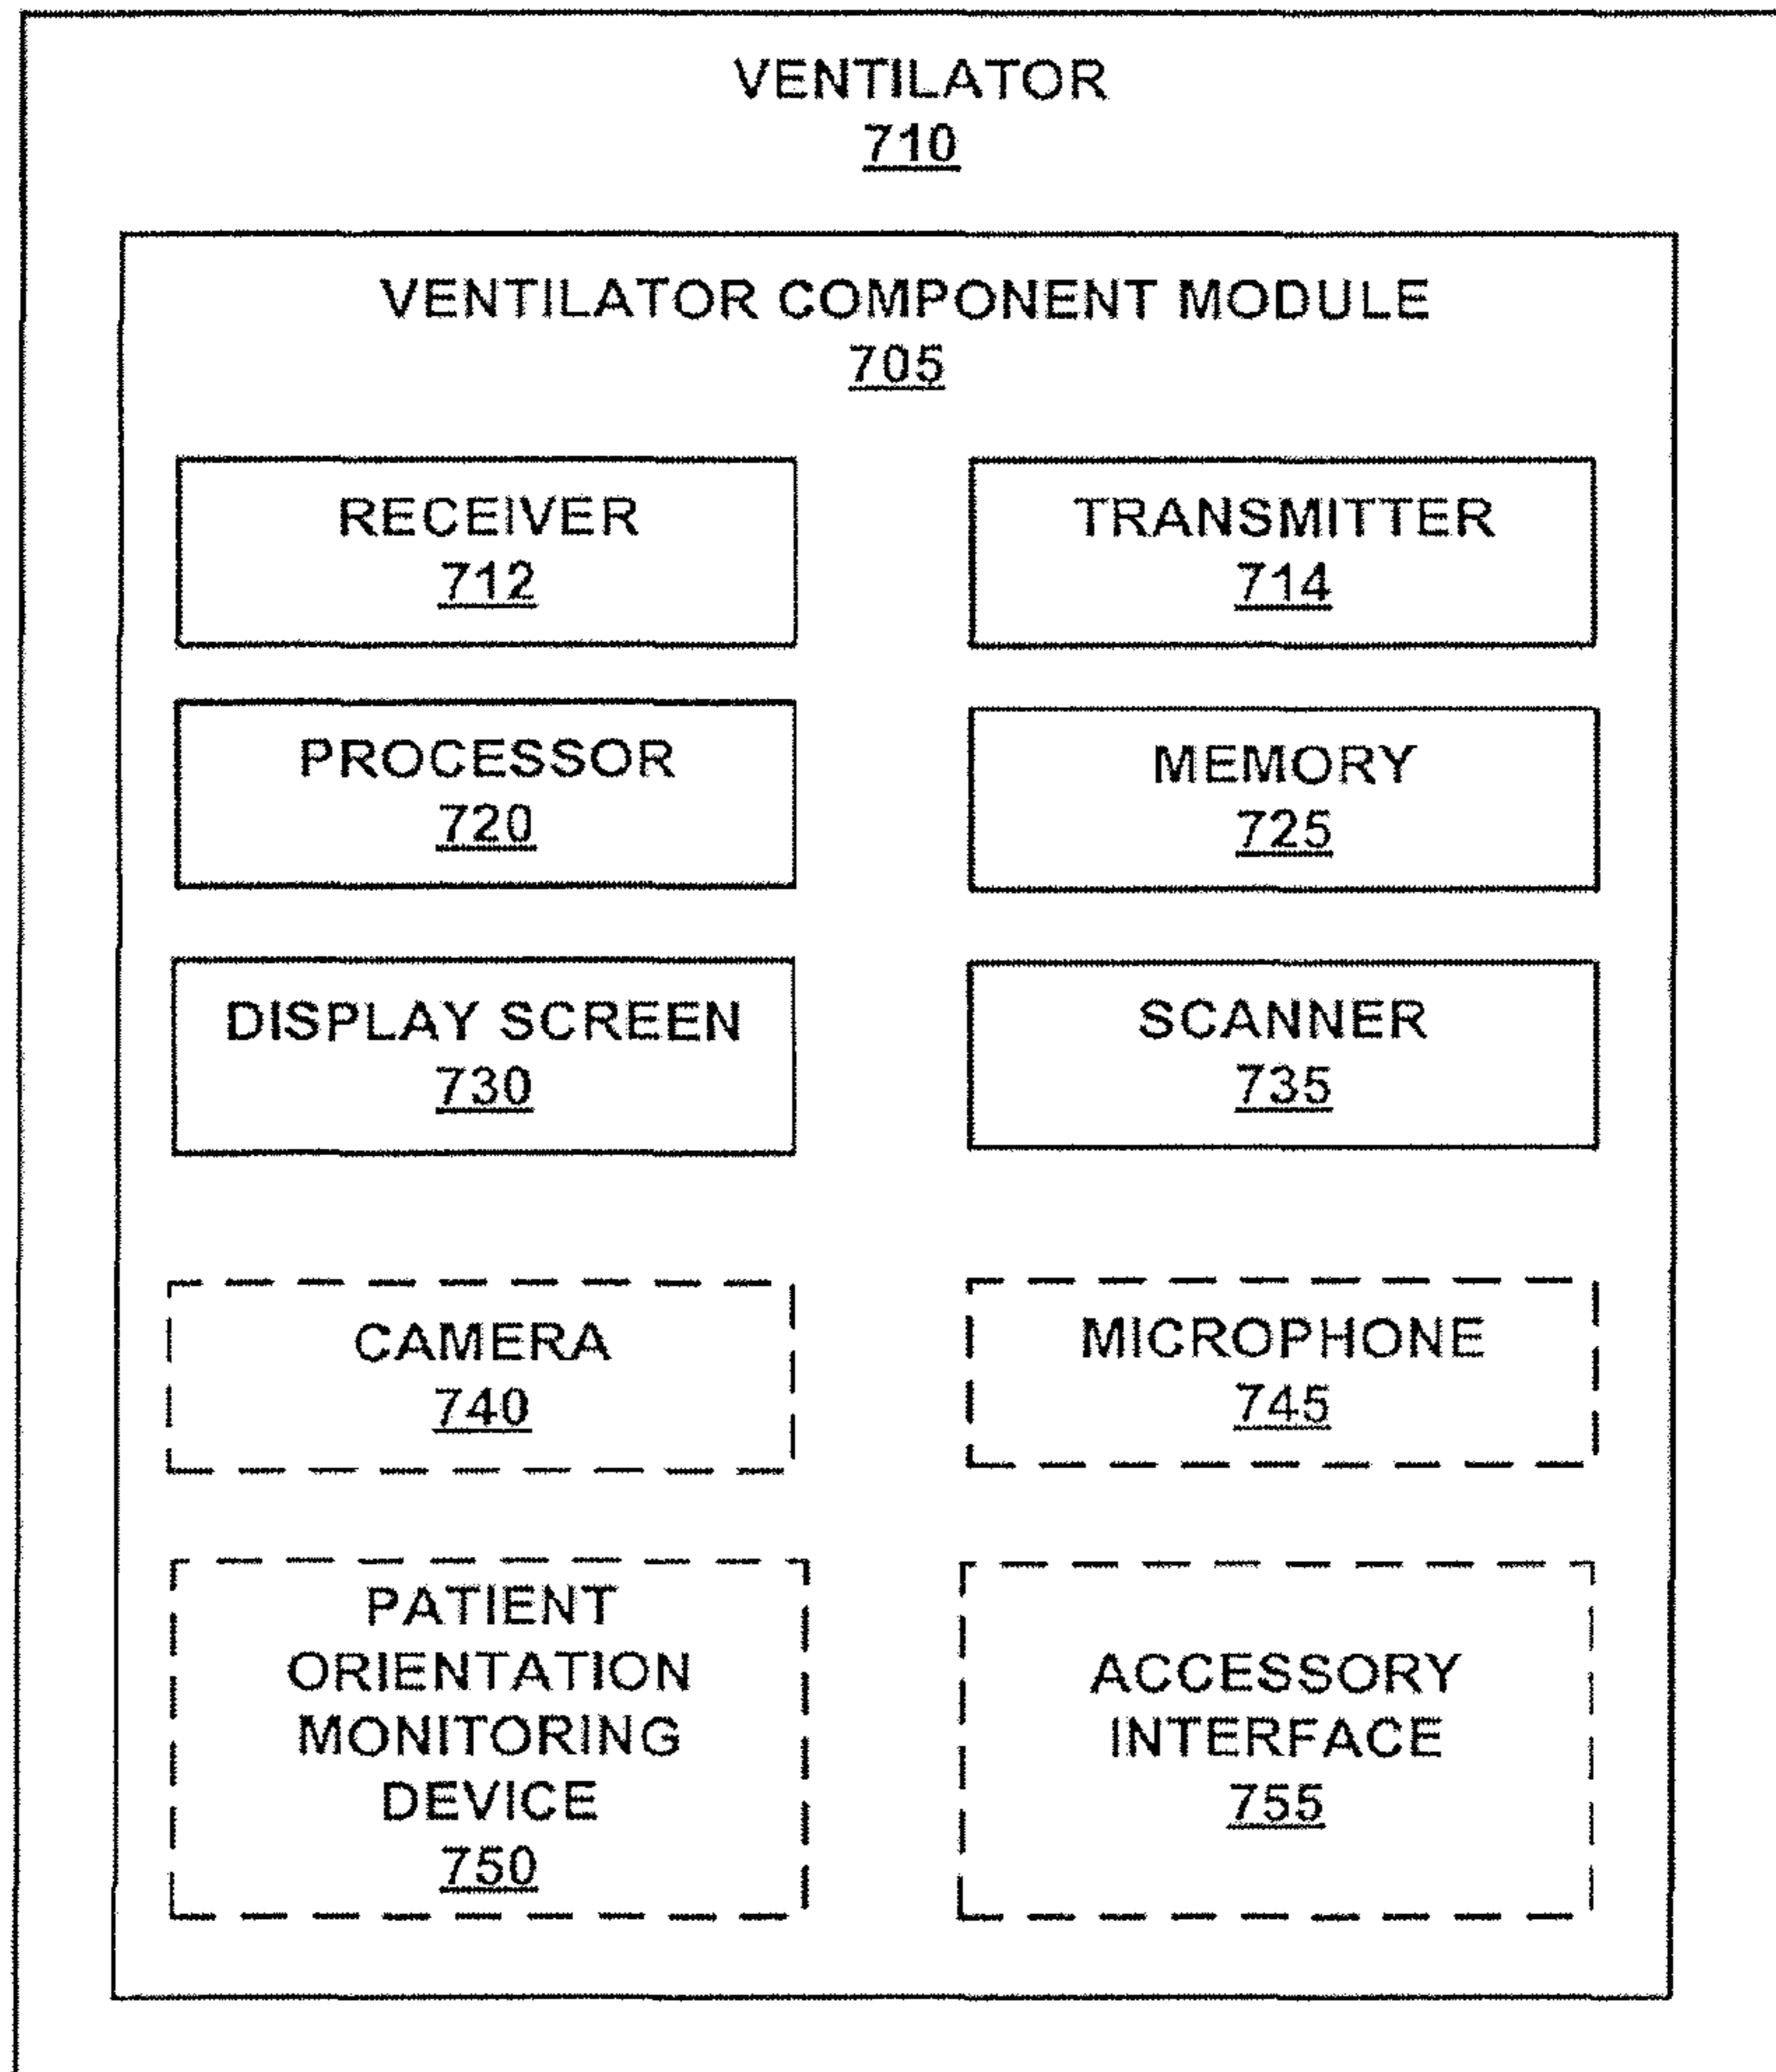 VENTILATOR
710
VENTILATOR COMPONENT MODULE
705
RECEIVER
712
TRANSMITTER
714
PROCESSOR
720
MEMORY
725
DISPLAY SCREEN
730
SCANNER
735
CAMERA
740
MICROPHONE
745
PATIENT
ORIENTATION
MONITORING
DEVICE
750
ACCESSORY
INTERFACE
755